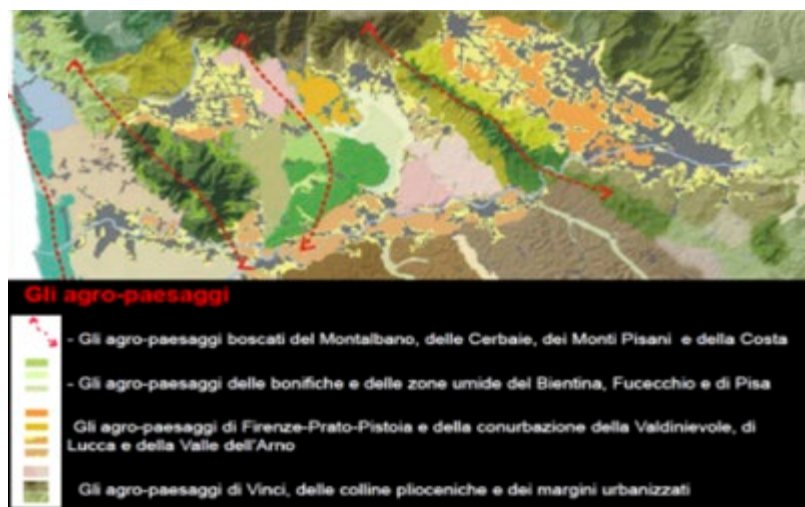 Gli agro-paesaggi
- Gli agro-paesaggi boscati del Montalbano, delle Cerbaie, dei Monti Pisani e della Costa
- Gli agro-paesaggi delle bonifiche e delle zone umide del Bientina, Fucecchio e di Pisa
Gli agro-paesaggi di Firenze-Prato-Pistoia e della conurbazione della Valdinievole, di
Lucca e della Valle dell'Arno
Gli agro-paesaggi di Vinci, delle colline plioceniche e dei margini urbanizzati